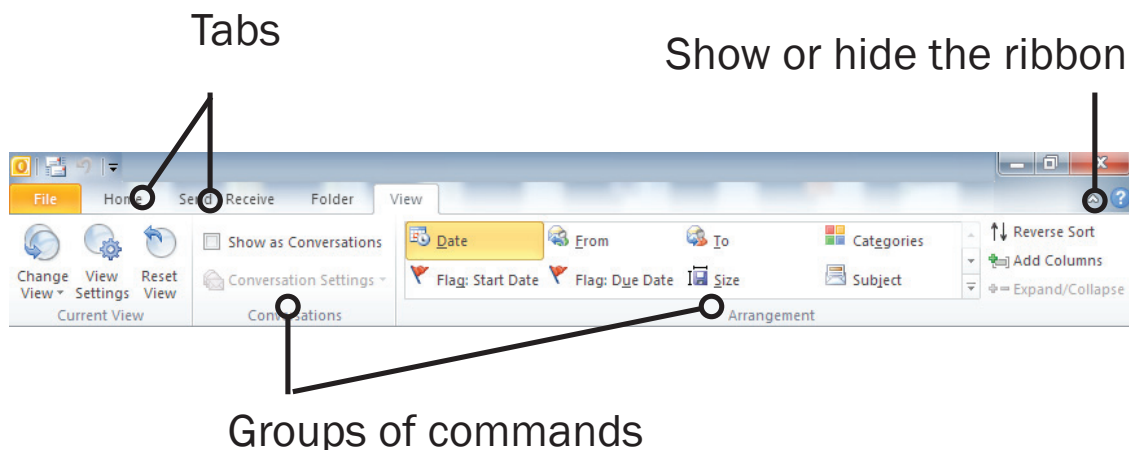 Tabs
Show or hide the ribbon
File Home Send / Receive Folder View
Show as Conversations Date From To Categories Reverse Sort
Change View Reset Conversation Settings Flag: Start Date Flag: Due Date Size Subject Add Columns
View Settings View Expand/Collapse
Current View Conversations Arrangement
Groups of commands